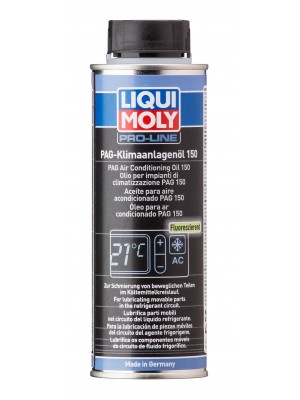 LIQUI
MOLY
PRO-LINE
PAG-Klimaanlagenöl 150
PAG Air Conditioning Oil 150
Olio per impianti di
climatizzazione PAG 150
Aceite para aire
acondicionado PAG 150
Óleo para ar
condicionado PAG 150
Fluoreszierend
21°C
+
-
AC
Zur Schmierung von beweglichen Teilen
im Kältemittelkreislauf.
For lubricating movable parts
in the refrigerant circuit.
Lubrifica parti mobili
nel circuito del liquido refrigerante.
Para la lubricación de piezas móviles
del circuito del agente frigorígeno.
Lubrifica os componentes móveis
no circuito de fluido frigorífico.
Made in Germany